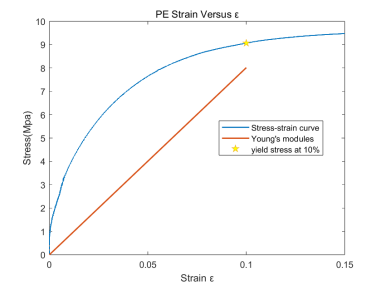 PE Strain Versus ε
10
9
8
7
6
5
4
3
2
1
0
Stress(Mpa)
Stress-strain curve
Young's modules
yield stress at 10%
0 0.05 0.1 0.15
Strain ε